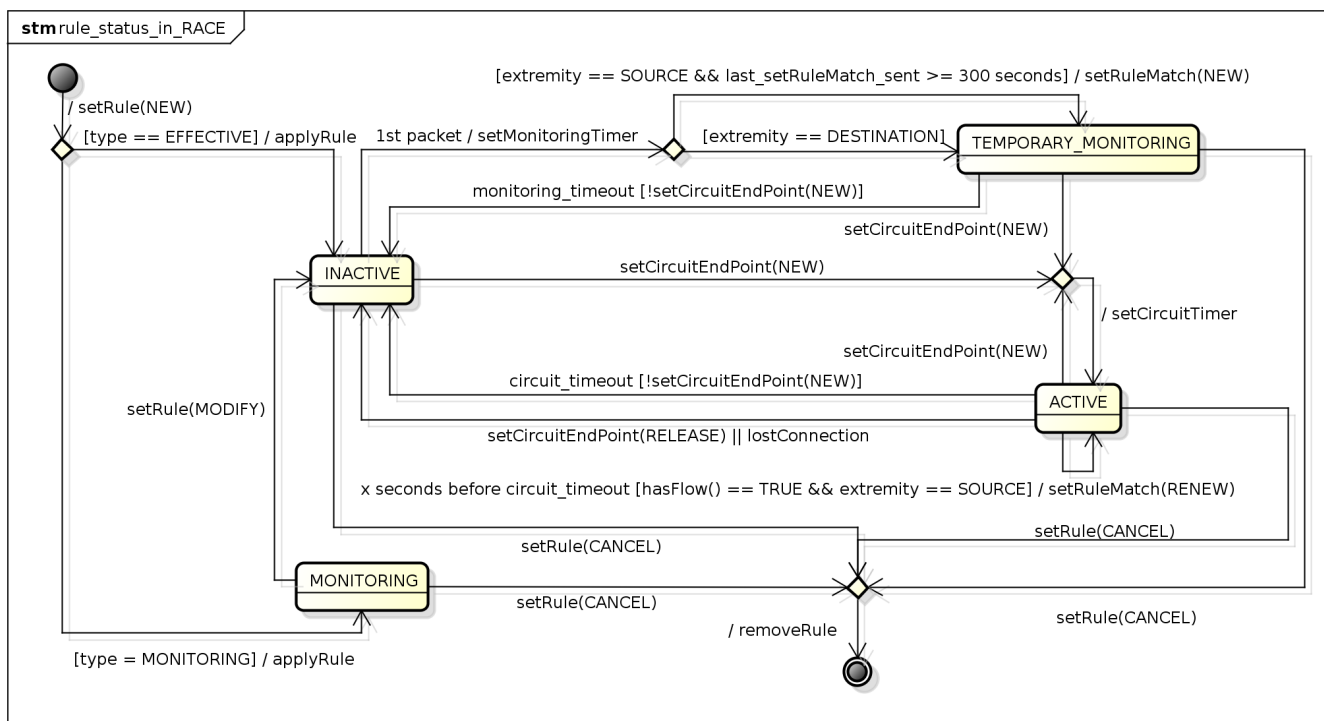 stm rule_status_in_RACE
[extremity == SOURCE && last_setRuleMatch_sent >= 300 seconds] / setRuleMatch(NEW)
/ setRule(NEW)
[type == EFFECTIVE] / applyRule
1st packet / setMonitoringTimer
[extremity == DESTINATION]
TEMPORARY_MONITORING
monitoring_timeout [!setCircuitEndPoint(NEW)]
setCircuitEndPoint(NEW)
INACTIVE
setCircuitEndPoint(NEW)
/ setCircuitTimer
setCircuitEndPoint(NEW)
circuit_timeout [!setCircuitEndPoint(NEW)]
ACTIVE
setRule(MODIFY)
setCircuitEndPoint(RELEASE) || lostConnection
x seconds before circuit_timeout [hasFlow() == TRUE && extremity == SOURCE] / setRuleMatch(RENEW)
setRule(CANCEL)
setRule(CANCEL)
MONITORING
setRule(CANCEL)
setRule(CANCEL)
/ removeRule
[type = MONITORING] / applyRule